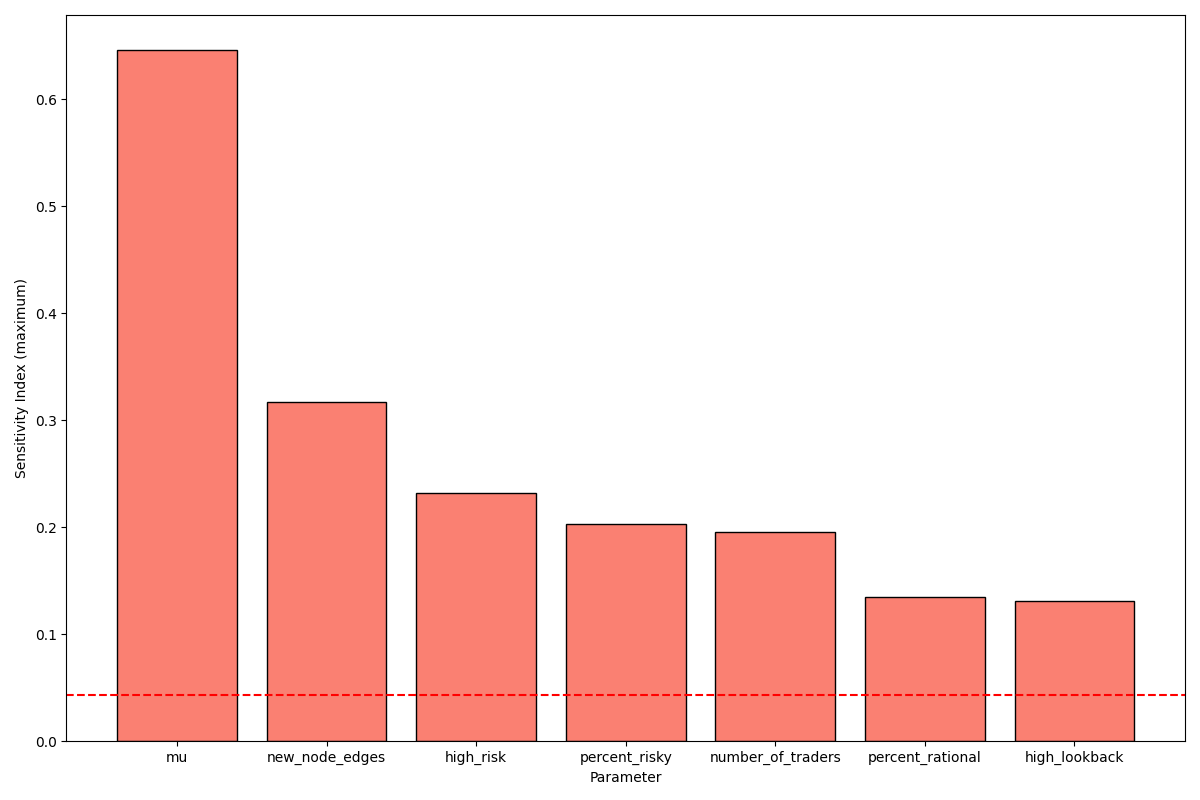 Sensitivity Index (maximum)
0.6
0.5
0.4
0.3
0.2
0.1
0.0
mu new_node_edges high_risk percent_risky number_of_traders percent_rational high_lookback
Parameter